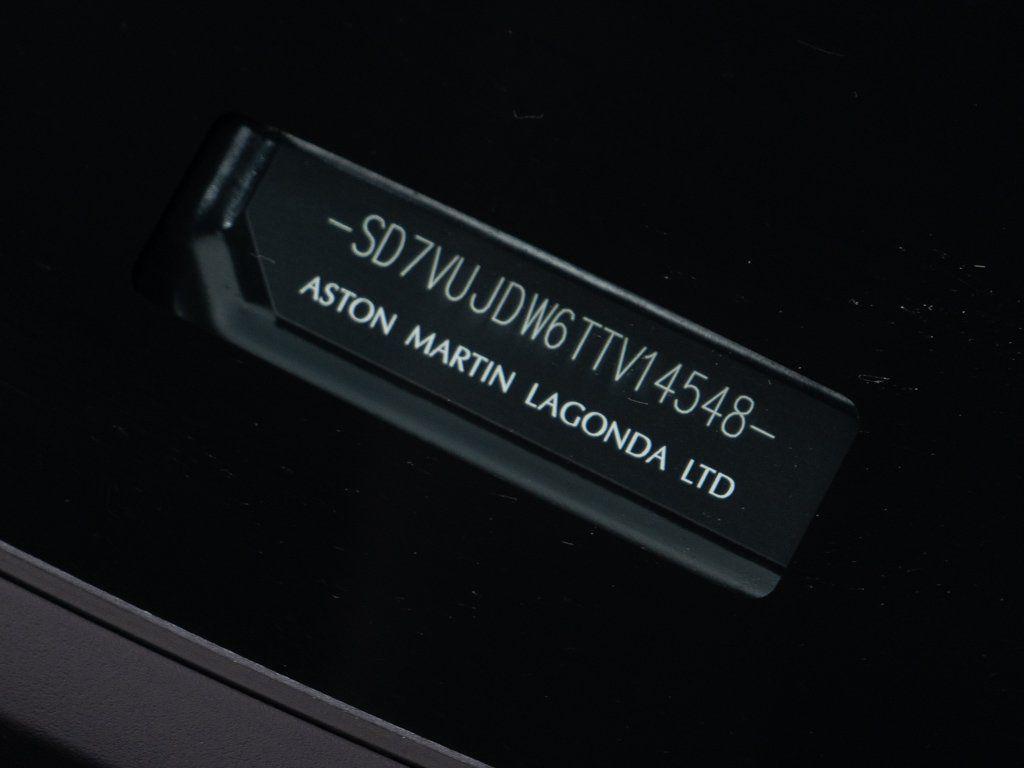 -SD7VUJDW6TTV14548-
ASTON MARTIN LAGONDA LTD